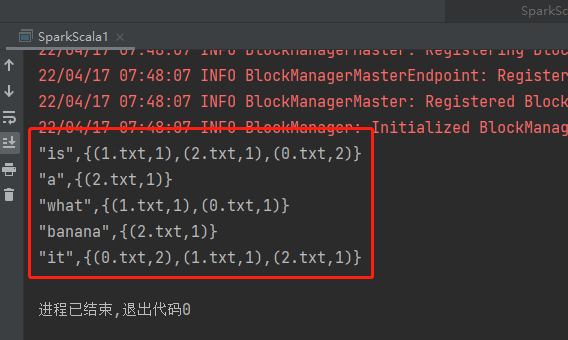 SparkSc
SparkScala1
22/04/17 07:48:07 INFO BlockManagerMaster: Registering Bloc
22/04/17 07:48:07 INFO BlockManagerMasterEndpoint: Register
22/04/17 07:48:07 INFO BlockManagerMaster: Registered Block
22/04/17 07:48:07 INFO BlockManager: Initialized BlockManag
"is",{(1.txt,1),(2.txt,1),(0.txt,2)}
"a",{(2.txt,1)}
"what",{(1.txt,1),(0.txt,1)}
"banana",{(2.txt,1)}
"it",{(0.txt,2),(1.txt,1),(2.txt,1)}
进程已结束,退出代码0